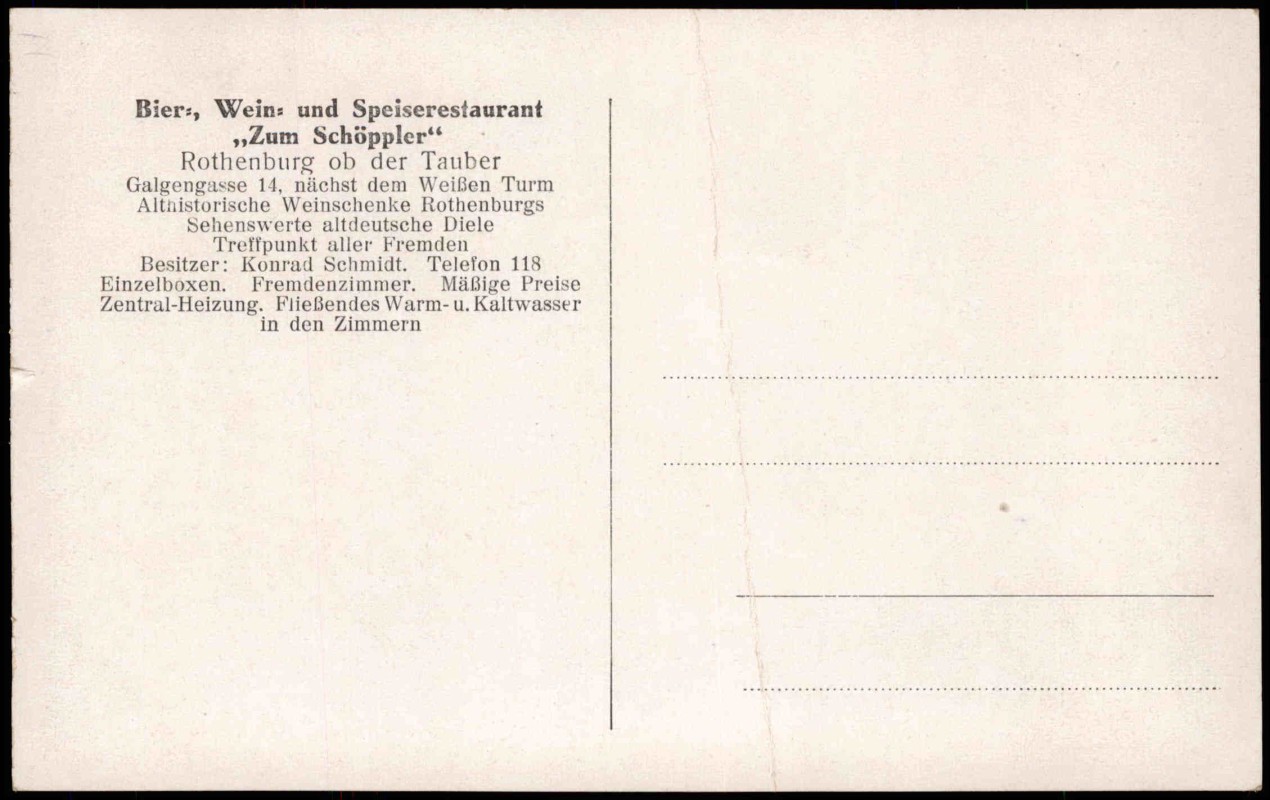 Bier-, Wein- und Speiserestaurant
„Zum Schöppler“
Rothenburg ob der Tauber
Galgengasse 14, nächst dem Weißen Turm
Althistorische Weinschenke Rothenburgs
Sehenswerte altdeutsche Diele
Treffpunkt aller Fremden
Besitzer: Konrad Schmidt. Telefon 118
Einzelboxen. Fremdenzimmer. Mäßige Preise
Zentral-Heizung. Fließendes Warm- u. Kaltwasser
in den Zimmern